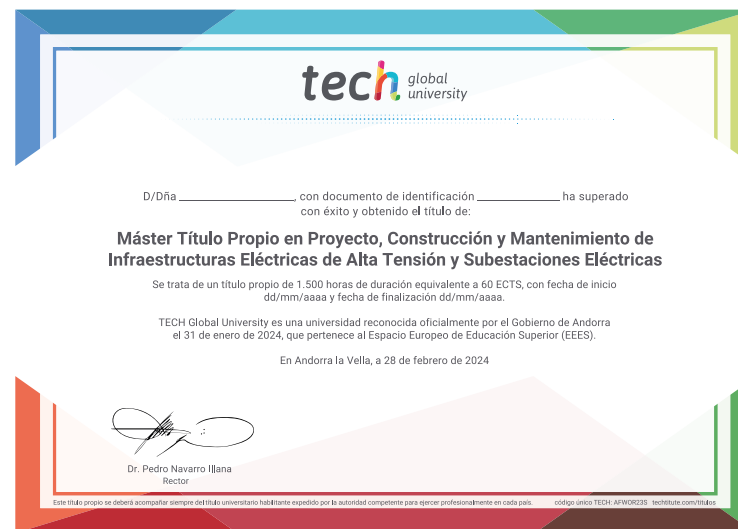 tech global university
D/Dña ____________, con documento de identificación ____________ ha superado
con éxito y obtenido el título de:
Máster Título Propio en Proyecto, Construcción y Mantenimiento de
Infraestructuras Eléctricas de Alta Tensión y Subestaciones Eléctricas
Se trata de un título propio de 1.500 horas de duración equivalente a 60 ECTS, con fecha de inicio
dd/mm/aaaa y fecha de finalización dd/mm/aaaa.
TECH Global University es una universidad reconocida oficialmente por el Gobierno de Andorra
el 31 de enero de 2024, que pertenece al Espacio Europeo de Educación Superior (EEES).
En Andorra la Vella, a 28 de febrero de 2024
Dr. Pedro Navarro Illana
Rector
Este título propio se deberá acompañar siempre del título universitario habilitante expedido por la autoridad competente para ejercer profesionalmente en cada país. código único TECH: AFWOR23S techtitute.com/titulos